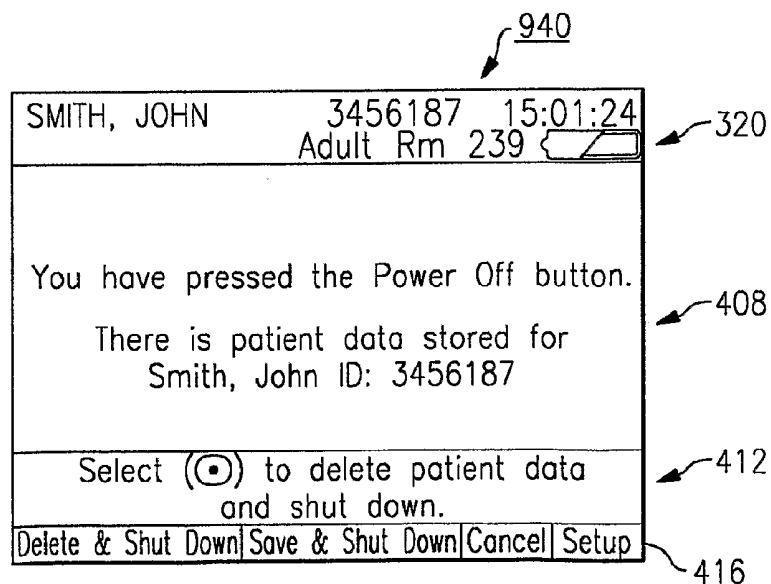 940
SMITH, JOHN 3456187 15:01:24
Adult Rm 239
320
You have pressed the Power Off button.
408
There is patient data stored for
Smith, John ID: 3456187
Select (⊙) to delete patient data
412
and shut down.
Delete & Shut Down Save & Shut Down Cancel Setup
416